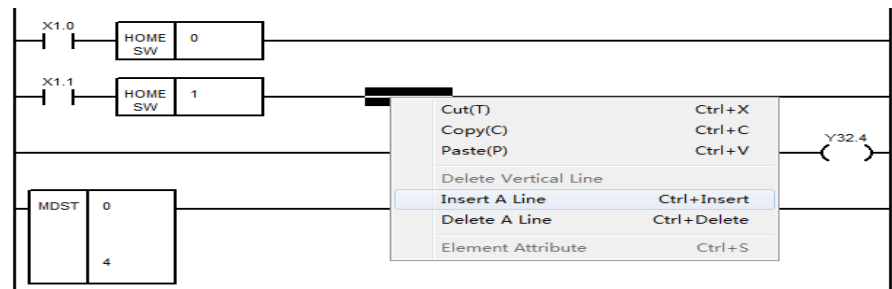 X1.0
HOME SW 0
X1.1
HOME SW 1
Cut(T) Ctrl+X
Copy(C) Ctrl+C
Paste(P) Ctrl+V
Y32.4
Delete Vertical Line
Insert A Line Ctrl+Insert
Delete A Line Ctrl+Delete
Element Attribute Ctrl+S
MDST 0
4